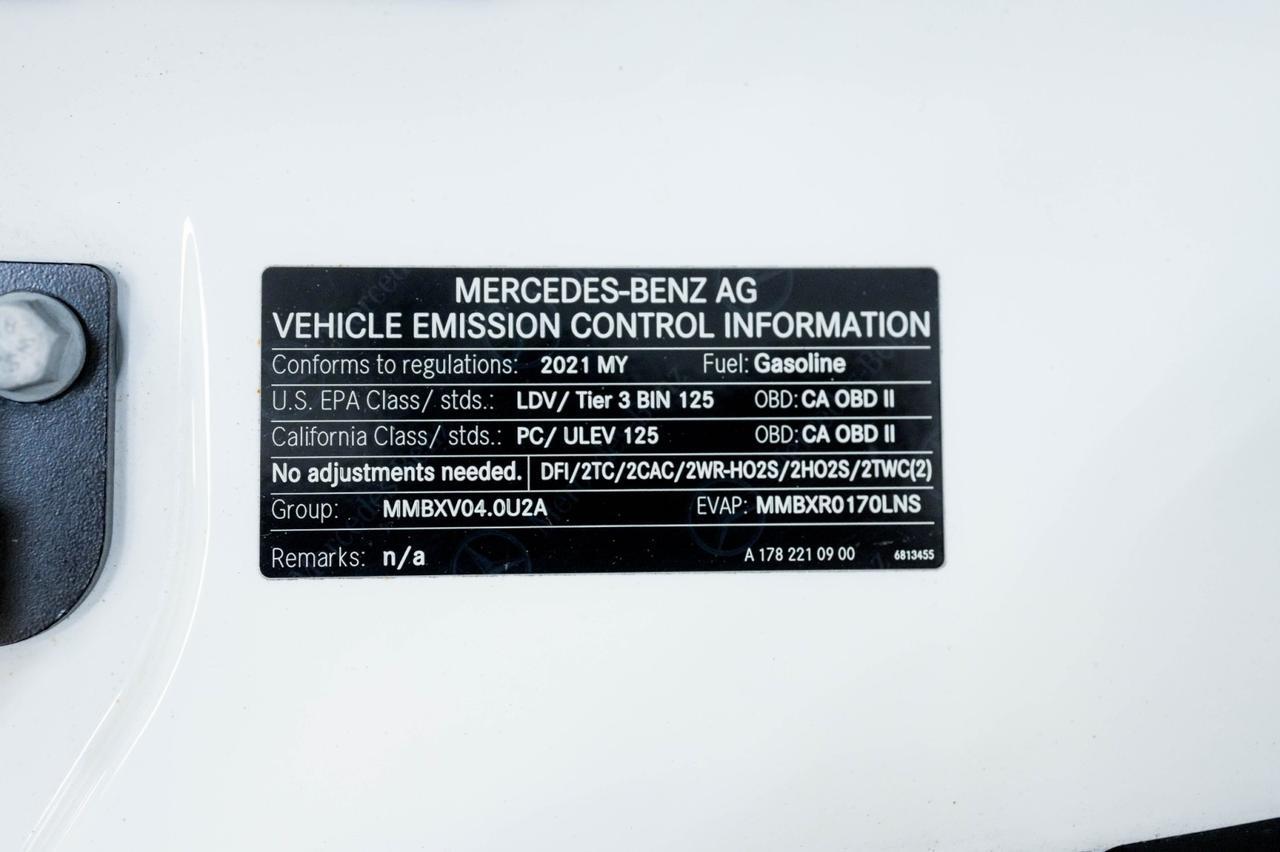 MERCEDES-BENZ AG
VEHICLE EMISSION CONTROL INFORMATION
Conforms to regulations: 2021 MY Fuel: Gasoline
U.S. EPA Class/ stds.: LDV/ Tier 3 BIN 125 OBD: CA OBD II
California Class/ stds.: PC/ ULEV 125 OBD: CA OBD II
No adjustments needed. DFI/2TC/2CAC/2WR-HO2S/2HO2S/2TWC(2)
Group: MMBXV04.0U2A EVAP: MMBXR0170LNS
Remarks: n/a A 178 221 09 00 6813455